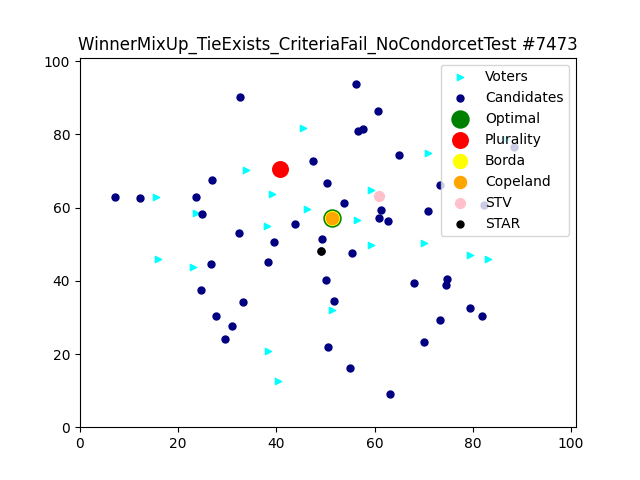 WinnerMixUp_TieExists_CriteriaFail_NoCondorcetTest #7473
100
80
60
40
20
0
0 20 40 60 80 100
Voters
Candidates
Optimal
Plurality
Borda
Copeland
STV
STAR